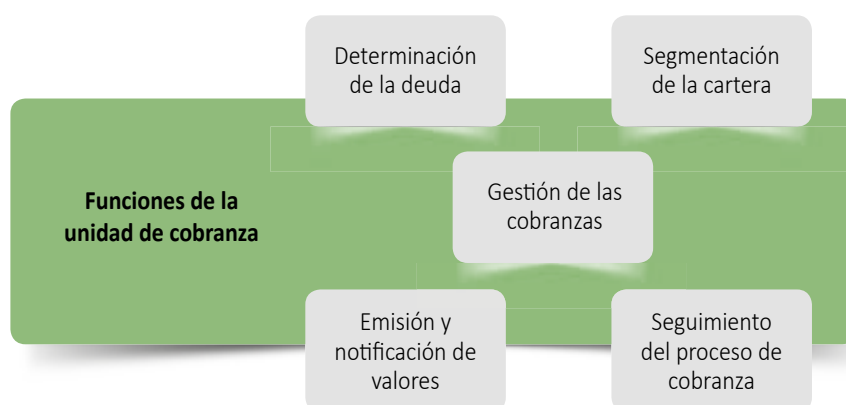 Determinación
de la deuda
Segmentación
de la cartera
Funciones de la
unidad de cobranza
Gestión de las
cobranzas
Emisión y
notificación de
valores
Seguimiento
del proceso de
cobranza